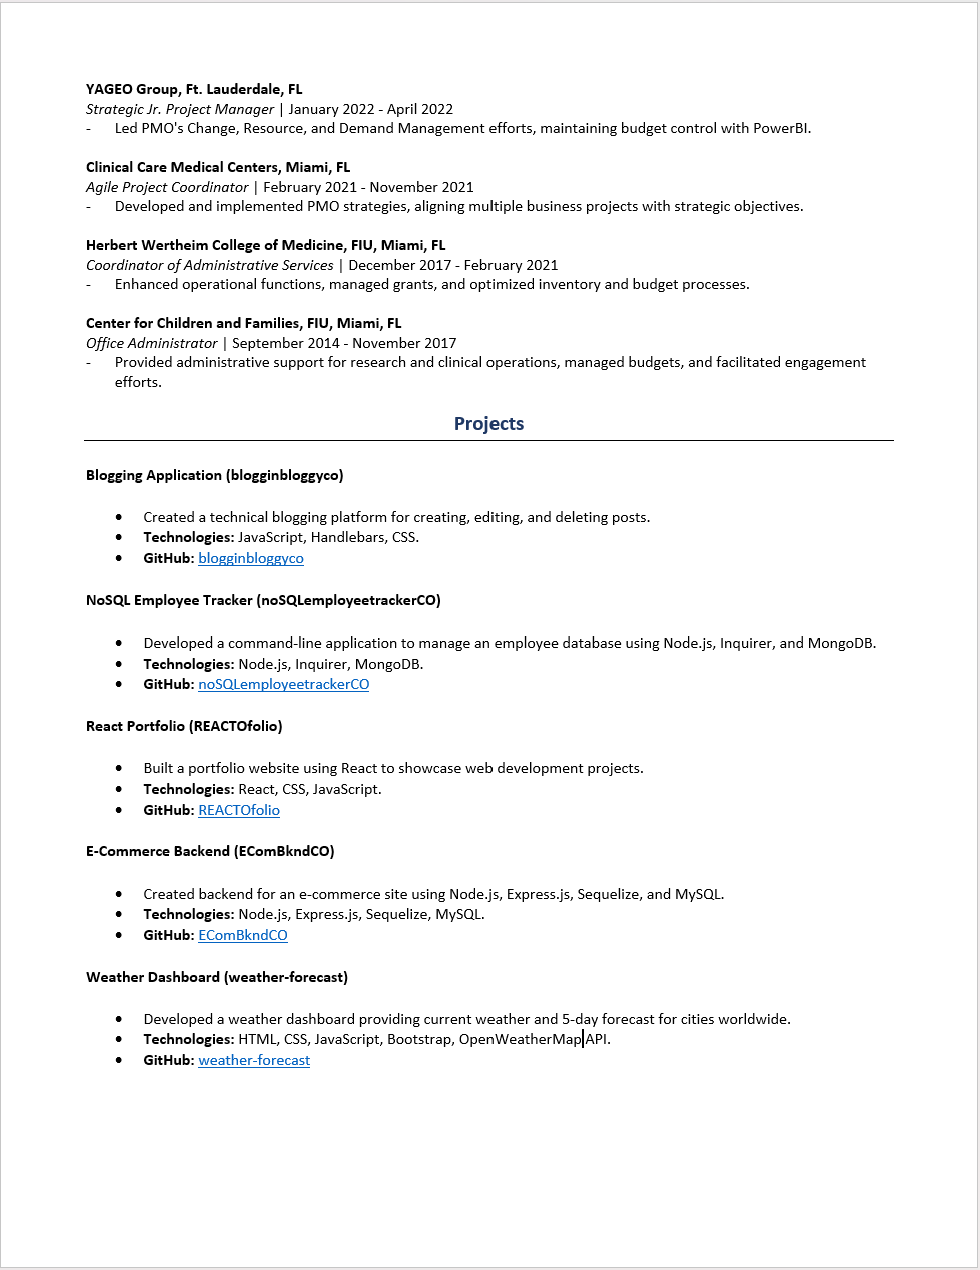 YAGEO Group, Ft. Lauderdale, FL
Strategic Jr. Project Manager | January 2022 - April 2022
- Led PMO's Change, Resource, and Demand Management efforts, maintaining budget control with PowerBI.
Clinical Care Medical Centers, Miami, FL
Agile Project Coordinator | February 2021 - November 2021
- Developed and implemented PMO strategies, aligning multiple business projects with strategic objectives.
Herbert Wertheim College of Medicine, FIU, Miami, FL
Coordinator of Administrative Services | December 2017 - February 2021
- Enhanced operational functions, managed grants, and optimized inventory and budget processes.
Center for Children and Families, FIU, Miami, FL
Office Administrator | September 2014 - November 2017
- Provided administrative support for research and clinical operations, managed budgets, and facilitated engagement
efforts.
Projects
Blogging Application (blogginbloggyco)
• Created a technical blogging platform for creating, editing, and deleting posts.
• Technologies: JavaScript, Handlebars, CSS.
• GitHub: blogginbloggyco
NoSQL Employee Tracker (noSQLemployeetrackerCO)
• Developed a command-line application to manage an employee database using Node.js, Inquirer, and MongoDB.
• Technologies: Node.js, Inquirer, MongoDB.
• GitHub: noSQLemployeetrackerCO
React Portfolio (REACTOfolio)
• Built a portfolio website using React to showcase web development projects.
• Technologies: React, CSS, JavaScript.
• GitHub: REACTOfolio
E-Commerce Backend (EComBkndCO)
• Created backend for an e-commerce site using Node.js, Express.js, Sequelize, and MySQL.
• Technologies: Node.js, Express.js, Sequelize, MySQL.
• GitHub: EComBkndCO
Weather Dashboard (weather-forecast)
• Developed a weather dashboard providing current weather and 5-day forecast for cities worldwide.
• Technologies: HTML, CSS, JavaScript, Bootstrap, OpenWeatherMap API.
• GitHub: weather-forecast